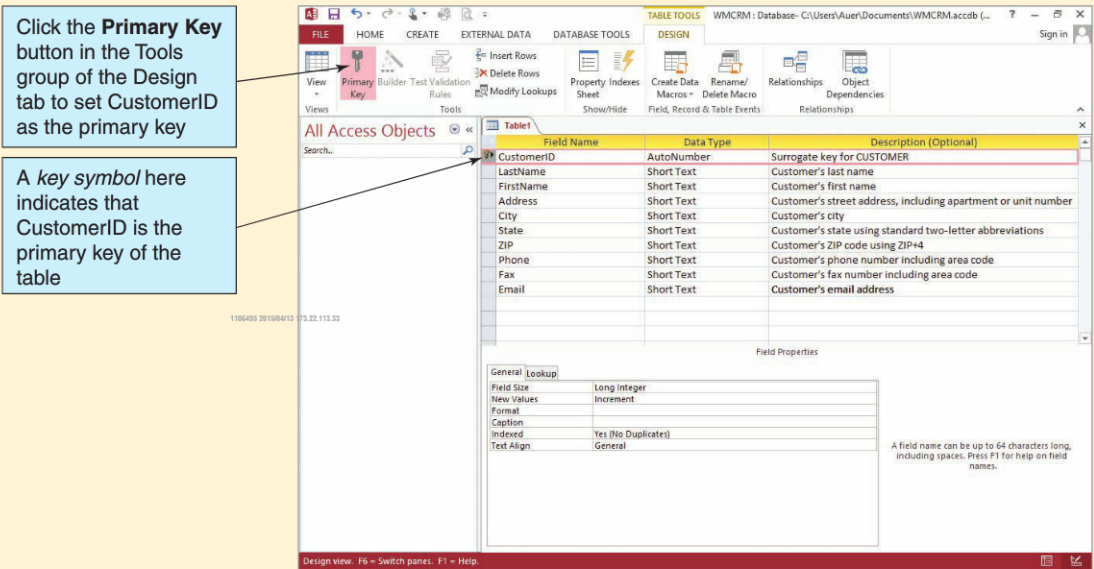 Click the Primary Key
button in the Tools
group of the Design
tab to set CustomerID
as the primary key
A key symbol here
indicates that
CustomerID is the
primary key of the
table
1106495 2015/04/13 173.22.113.33
TABLE TOOLS WMCRM : Database- C:\Users\Auer\Documents\WMCRM.accdb (... ?
FILE HOME CREATE EXTERNAL DATA DATABASE TOOLS DESIGN Sign in
View
Primary Key
Builder
Test Validation Rules
Insert Rows
Delete Rows
Modify Lookups
Property Sheet
Indexes
Create Data Macros
Rename/ Delete Macro
Relationships
Object Dependencies
Views Tools Show/Hide Field, Record & Table Events Relationships
All Access Objects «
Search...
Table1
Field Name Data Type Description (Optional)
CustomerID AutoNumber Surrogate key for CUSTOMER
LastName Short Text Customer's last name
FirstName Short Text Customer's first name
Address Short Text Customer's street address, including apartment or unit number
City Short Text Customer's city
State Short Text Customer's state using standard two-letter abbreviations
ZIP Short Text Customer's ZIP code using ZIP+4
Phone Short Text Customer's phone number including area code
Fax Short Text Customer's fax number including area code
Email Short Text Customer's email address
Field Properties
General Lookup
Field Size Long Integer
New Values Increment
Format
Caption
Indexed Yes (No Duplicates)
Text Align General
A field name can be up to 64 characters long,
including spaces. Press F1 for help on field
names.
Design view. F6 = Switch panes. F1 = Help.